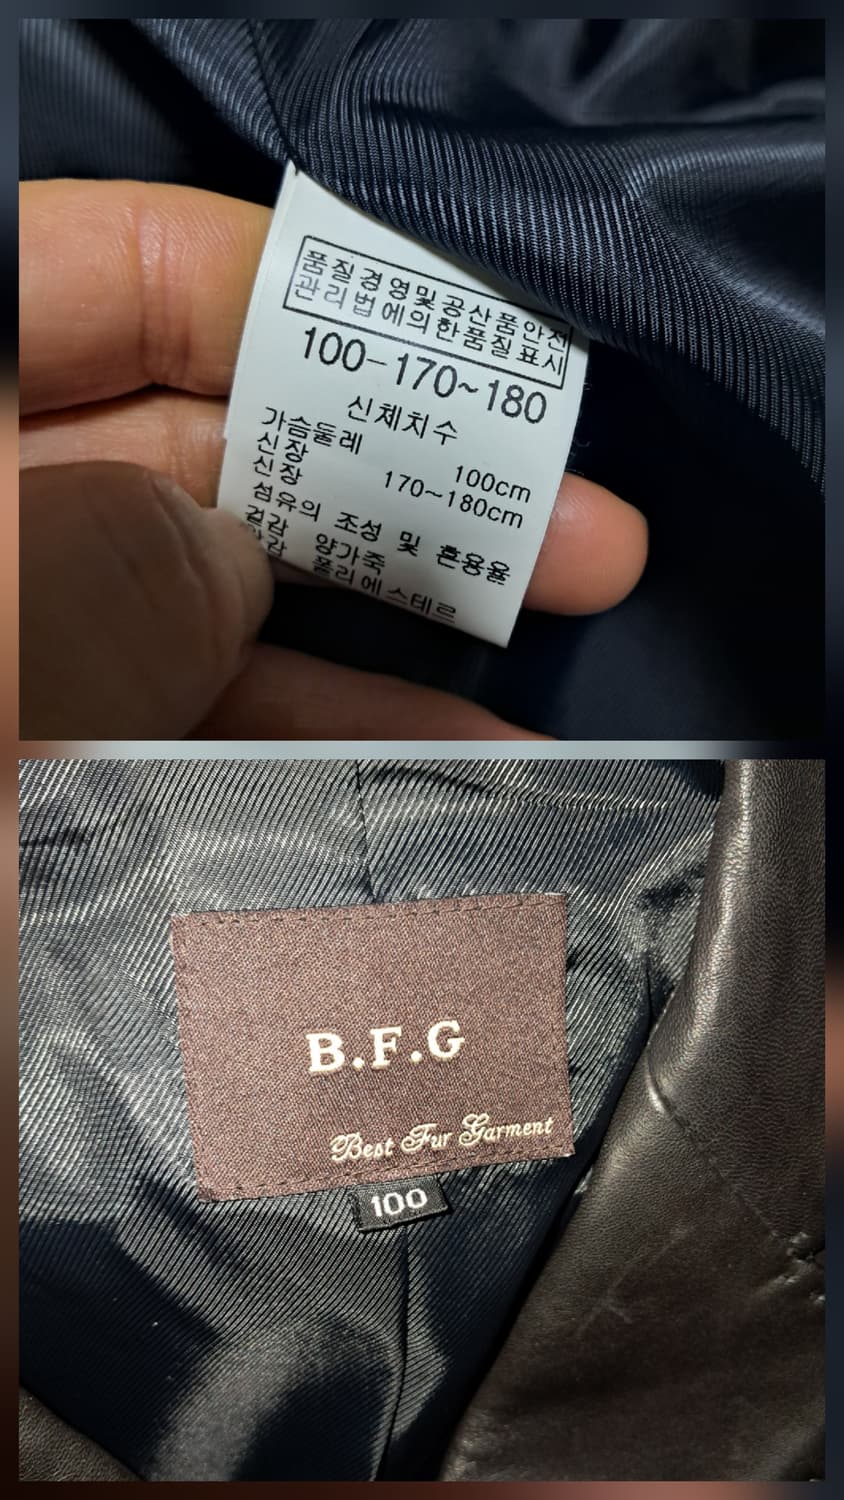 품질경영및공산품안전
관리법에의한품질표시
100-170~180
신체치수
가슴둘레 100cm
신장 170~180cm
신장
섬유의 조성 및 혼용율
겉감 양가죽
폴리에스테르
B.F.G
Best Fur Garment
100